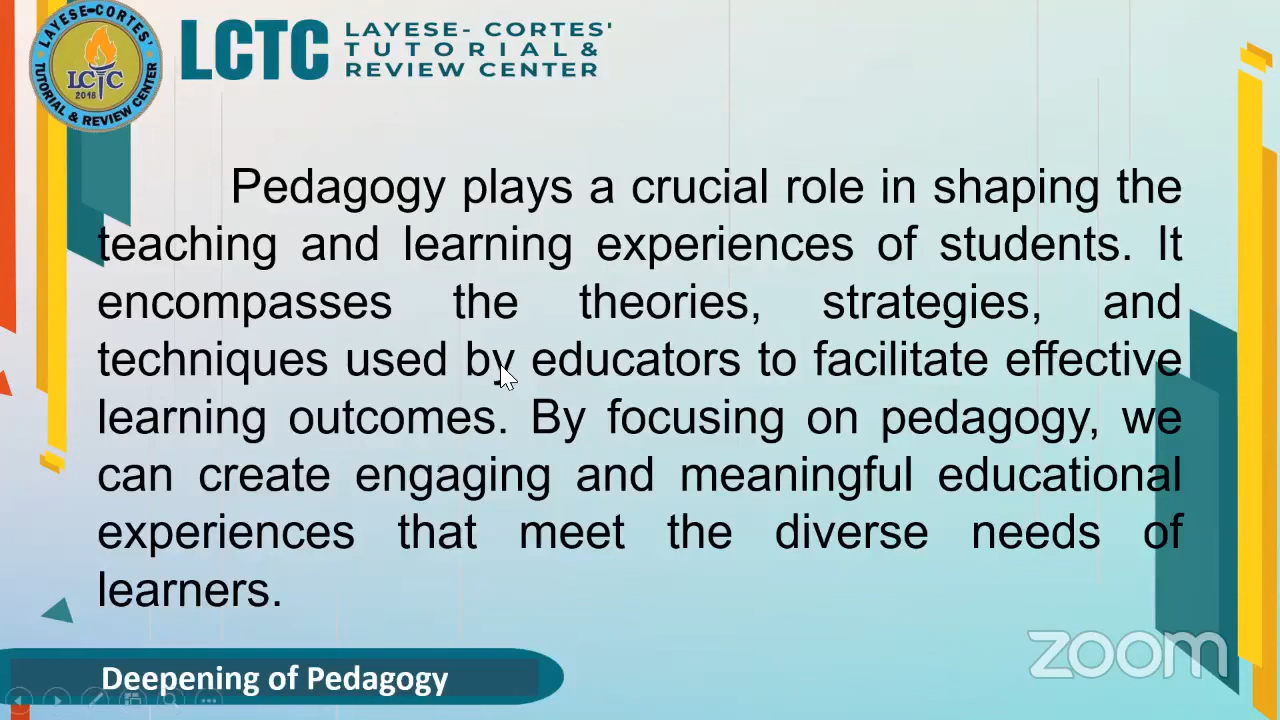 LAYESE-CORTES'
LCTC
2018
TUTORIAL & REVIEW CENTER
LCTC
LAYESE- CORTES'
TUTORIAL &
REVIEW CENTER
Pedagogy plays a crucial role in shaping the
teaching and learning experiences of students. It
encompasses the theories, strategies, and
techniques used by educators to facilitate effective
learning outcomes. By focusing on pedagogy, we
can create engaging and meaningful educational
experiences that meet the diverse needs of
learners.
zoom
Deepening of Pedagogy